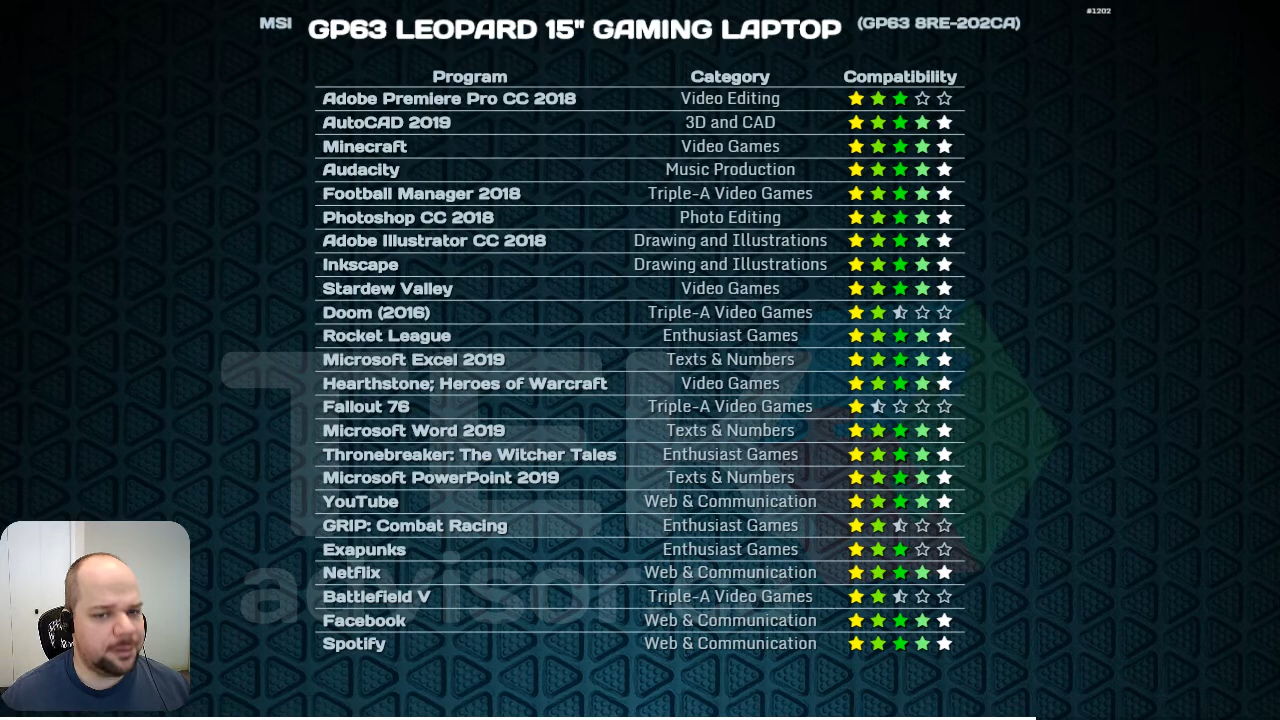 #1202
MSI GP63 LEOPARD 15" GAMING LAPTOP (GP63 8RE-202CA)
Program Category Compatibility
Adobe Premiere Pro CC 2018 Video Editing
AutoCAD 2019 3D and CAD
Minecraft Video Games
Audacity Music Production
Football Manager 2018 Triple-A Video Games
Photoshop CC 2018 Photo Editing
Adobe Illustrator CC 2018 Drawing and Illustrations
Inkscape Drawing and Illustrations
Stardew Valley Video Games
Doom (2016) Triple-A Video Games
Rocket League Enthusiast Games
Microsoft Excel 2019 Texts & Numbers
Hearthstone; Heroes of Warcraft Video Games
Fallout 76 Triple-A Video Games
Microsoft Word 2019 Texts & Numbers
Thronebreaker: The Witcher Tales Enthusiast Games
Microsoft PowerPoint 2019 Texts & Numbers
YouTube Web & Communication
GRIP: Combat Racing Enthusiast Games
Exapunks Enthusiast Games
Netflix Web & Communication
Battlefield V Triple-A Video Games
Facebook Web & Communication
Spotify Web & Communication